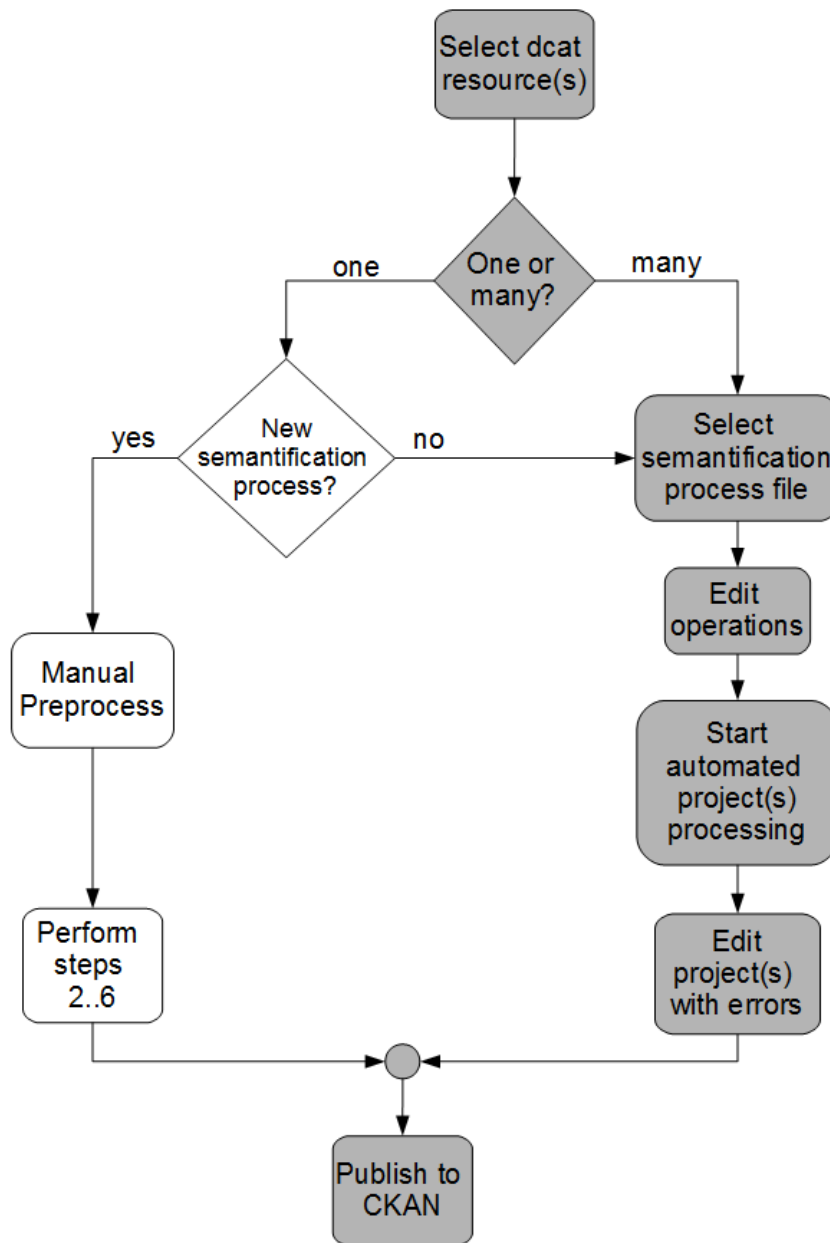 Select dcat
resource(s)
One or
many?
one
many
New
semantification
process?
yes
no
Select
semantification
process file
Edit
operations
Manual
Preprocess
Start
automated
project(s)
processing
Perform
steps
2..6
Edit
project(s)
with errors
Publish to
CKAN